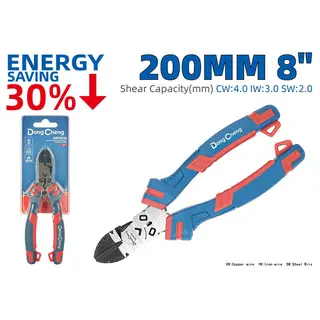 ENERGY
SAVING
30%
200MM 8"
Shear Capacity(mm) CW:4.0 IW:3.0 SW:2.0
DongCheng
DongCheng
CW:Copper wire IW:Iron wire SW:Steel Wire